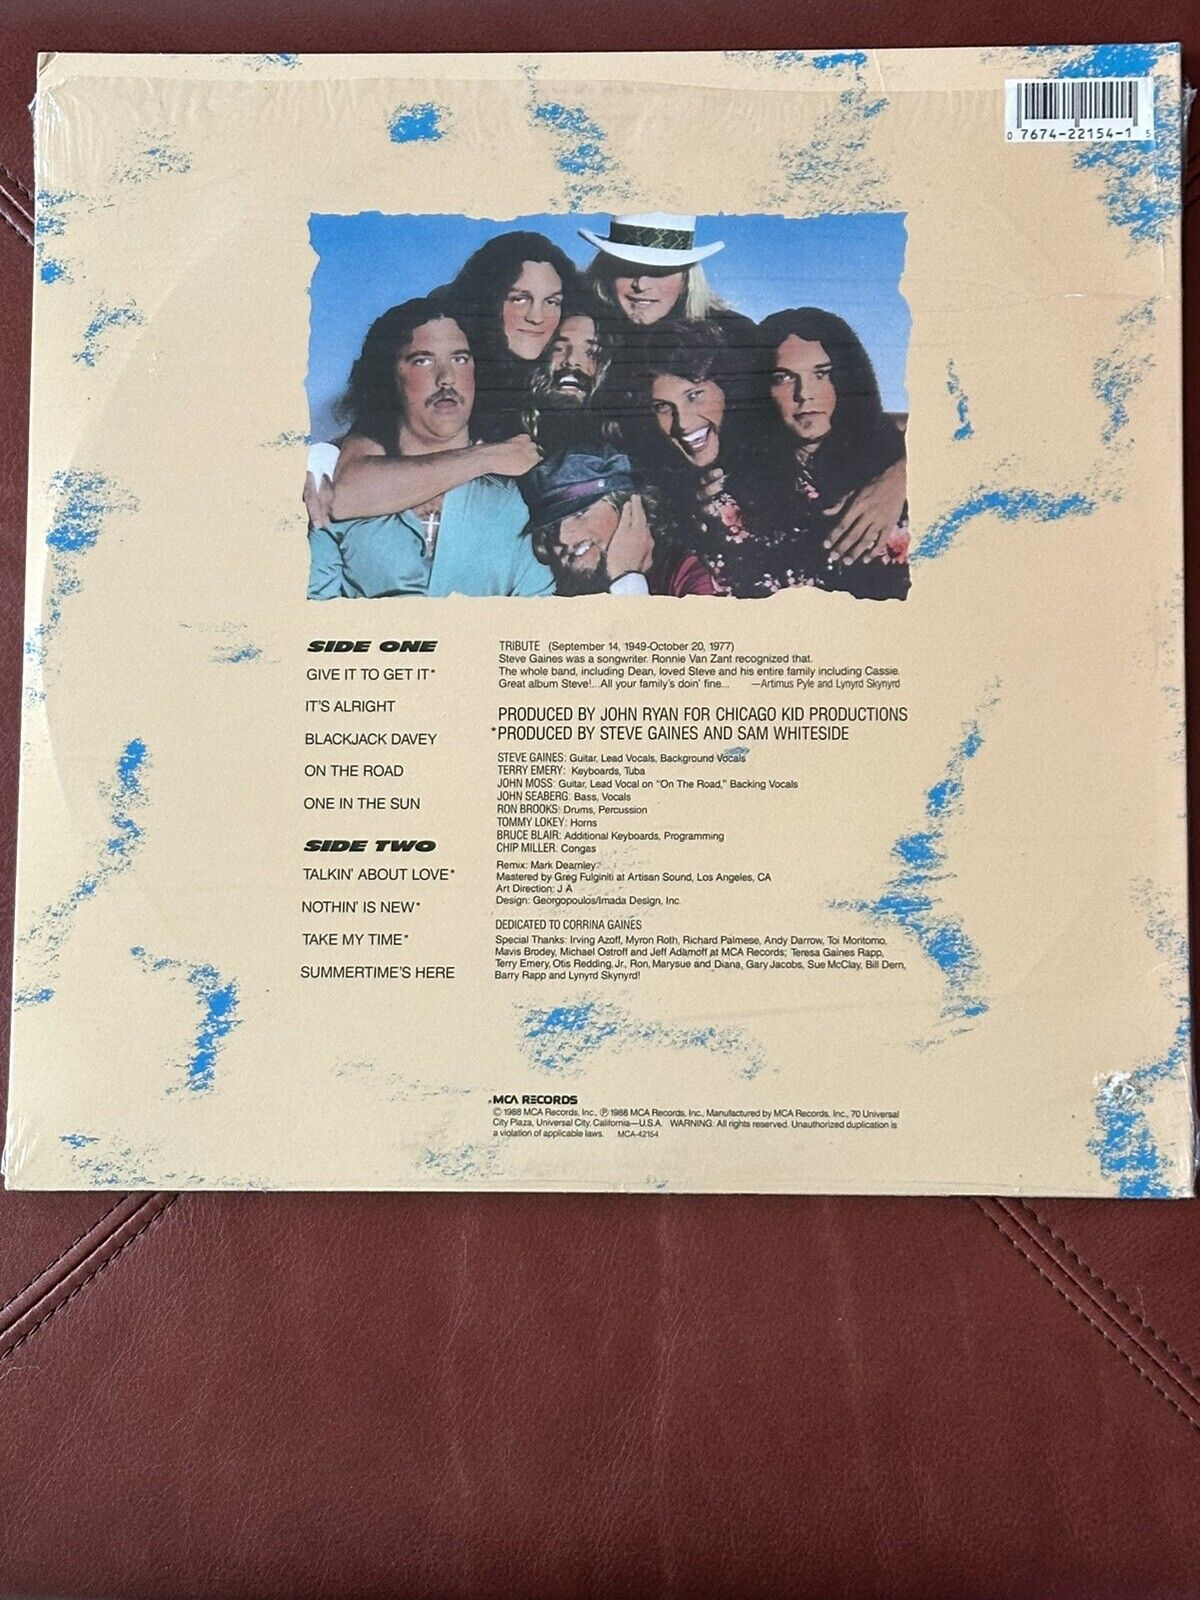 0 7674-22154-1 5
SIDE ONE
GIVE IT TO GET IT*
IT'S ALRIGHT
BLACKJACK DAVEY
ON THE ROAD
ONE IN THE SUN
SIDE TWO
TALKIN' ABOUT LOVE*
NOTHIN' IS NEW*
TAKE MY TIME*
SUMMERTIME'S HERE
TRIBUTE (September 14, 1949-October 20, 1977)
Steve Gaines was a songwriter. Ronnie Van Zant recognized that.
The whole band, including Dean, loved Steve and his entire family including Cassie.
Great album Steve!...All your family's doin' fine... —Artimus Pyle and Lynyrd Skynyrd
PRODUCED BY JOHN RYAN FOR CHICAGO KID PRODUCTIONS
*PRODUCED BY STEVE GAINES AND SAM WHITESIDE
STEVE GAINES: Guitar, Lead Vocals, Background Vocals
TERRY EMERY: Keyboards, Tuba
JOHN MOSS: Guitar, Lead Vocal on "On The Road," Backing Vocals
JOHN SEABERG: Bass, Vocals
RON BROOKS: Drums, Percussion
TOMMY LOKEY: Horns
BRUCE BLAIR: Additional Keyboards, Programming
CHIP MILLER: Congas
Remix: Mark Dearnley
Mastered by Greg Fulginiti at Artisan Sound, Los Angeles, CA
Art Direction: J A
Design: Georgopoulos/Imada Design, Inc.
DEDICATED TO CORRINA GAINES
Special Thanks: Irving Azoff, Myron Roth, Richard Palmese, Andy Darrow, Toi Moritomo,
Mavis Brodey, Michael Ostroff and Jeff Adamoff at MCA Records; Teresa Gaines Rapp,
Terry Emery, Otis Redding, Jr., Ron, Marysue and Diana, Gary Jacobs, Sue McClay, Bill Dern,
Barry Rapp and Lynyrd Skynyrd!
MCA RECORDS
© 1988 MCA Records, Inc., ℗ 1988 MCA Records, Inc., Manufactured by MCA Records, Inc., 70 Universal
City Plaza, Universal City, California—U.S.A. WARNING: All rights reserved. Unauthorized duplication is
a violation of applicable laws. MCA-42154